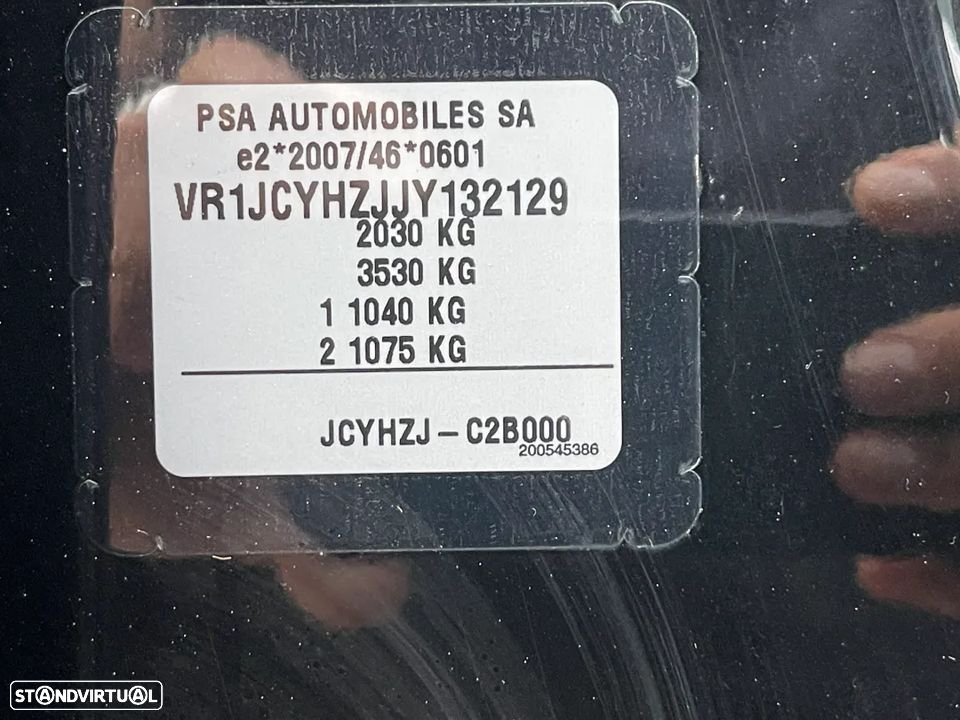 PSA AUTOMOBILES SA
e2*2007/46*0601
VR1JCYHZJJY132129
2030 KG
3530 KG
1 1040 KG
2 1075 KG
JCYHZJ – C2B000
200545386
STANDVIRTUAL